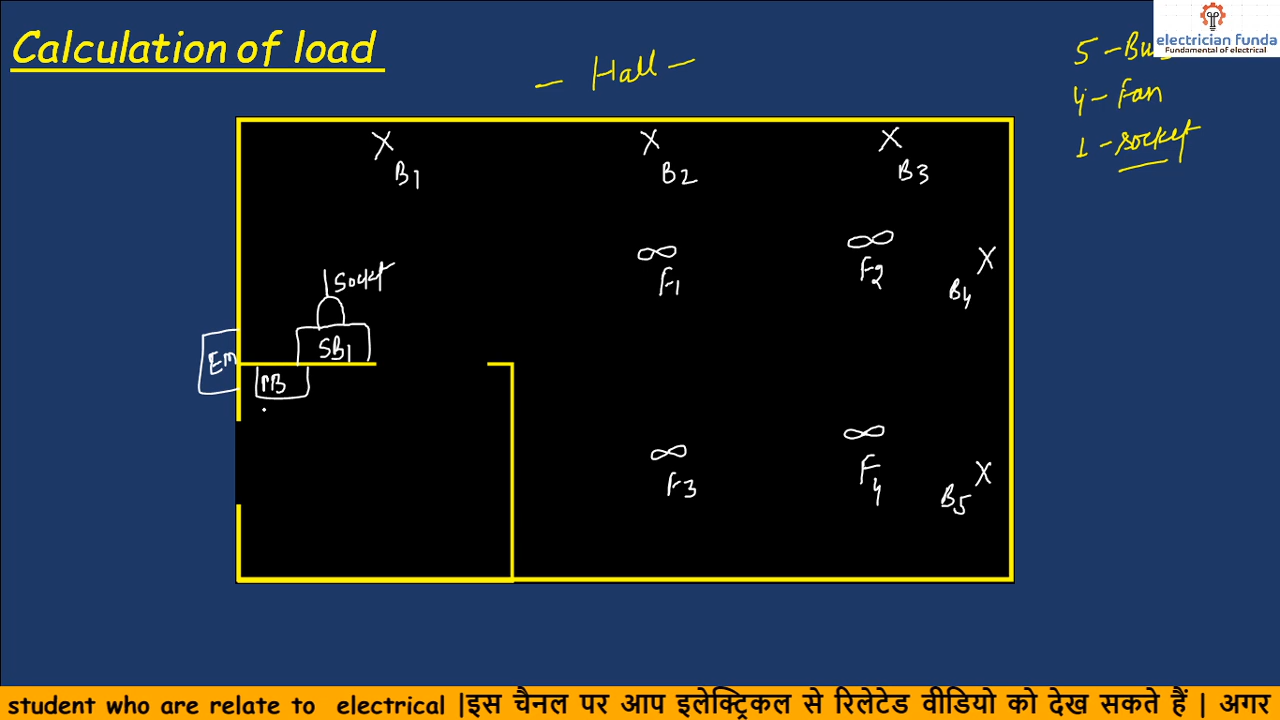 Calculation of load
- Hall -
electrician funda
Fundamental of electrical
5 -
4 - Fan
1 - socket
X X X
B1 B2 B3
∞ ∞
F1 F2
X
B4
Socket
SB1
EM
∞ ∞
F3 F4
X
B5
student who are relate to electrical |इस चैनल पर आप इलेक्ट्रिकल से रिलेटेड वीडियो को देख सकते हैं | अगर